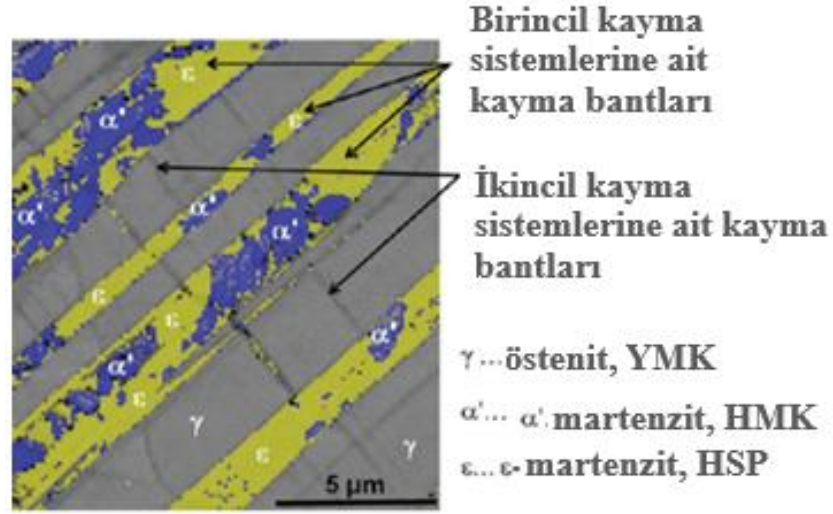 Birincil kayma
sistemlerine ait
kayma bantları
İkincil kayma
sistemlerine ait kayma
bantları
γ...östenit, YMK
α'... α'. martenzit, HMK
ε... ε- martenzit, HSP
ε
α'
ε
α'
α'
α'
ε
ε
α'
α'
ε
γ
ε
γ
5 µm